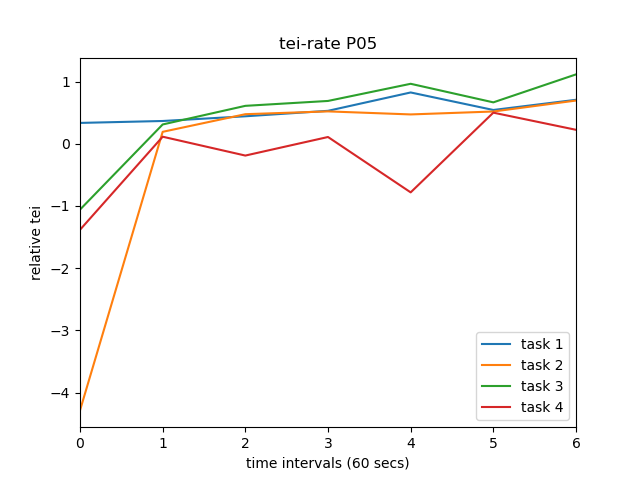 tei-rate P05
relative tei
1
0
−1
−2
−3
−4
0 1 2 3 4 5 6
time intervals (60 secs)
task 1
task 2
task 3
task 4